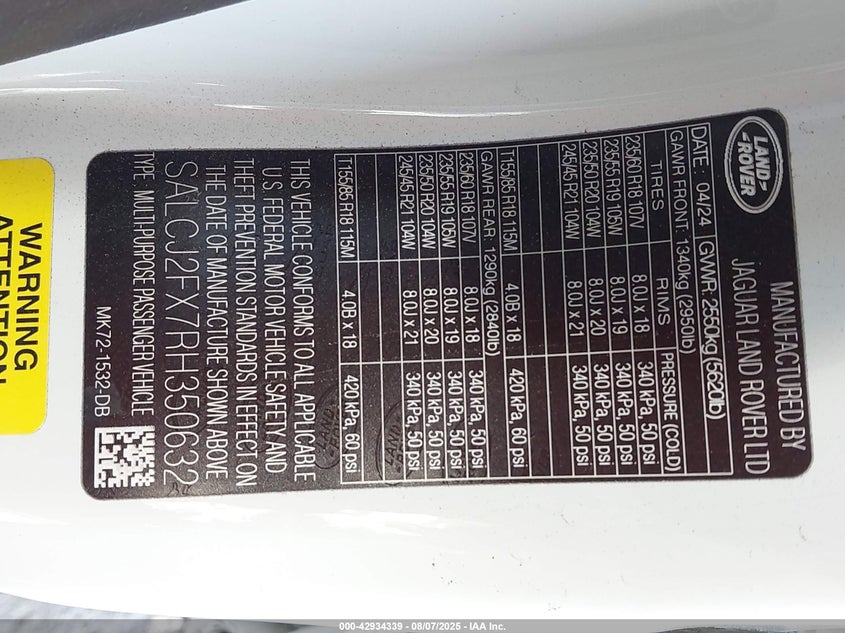 LAND
ROVER
MANUFACTURED BY
JAGUAR LAND ROVER LTD
DATE: 04/24 GVWR: 2550kg (5620lb)
GAWR FRONT: 1340kg (2950lb)
TIRES RIMS PRESSURE (COLD)
235/60 R18 107V 8.0J x 18 340 kPa, 50 psi
235/55 R19 105W 8.0J x 19 340 kPa, 50 psi
235/50 R20 104W 8.0J x 20 340 kPa, 50 psi
245/45 R21 104W 8.0J x 21 340 kPa, 50 psi
T155/85 R18 115M 4.0B x 18 420 kPa, 60 psi
GAWR REAR: 1290kg (2840lb)
235/60 R18 107V 8.0J x 18 340 kPa, 50 psi
235/55 R19 105W 8.0J x 19 340 kPa, 50 psi
235/50 R20 104W 8.0J x 20 340 kPa, 50 psi
245/45 R21 104W 8.0J x 21 340 kPa, 50 psi
T155/85 R18 115M 4.0B x 18 420 kPa, 60 psi
THIS VEHICLE CONFORMS TO ALL APPLICABLE
U.S. FEDERAL MOTOR VEHICLE SAFETY AND
THEFT PREVENTION STANDARDS IN EFFECT ON
THE DATE OF MANUFACTURE SHOWN ABOVE
SALCJ2FX7RH350632
TYPE: MULTI-PURPOSE PASSENGER VEHICLE
MK72-1532-DB
WARNING
ATTENTION
000-42934339 - 08/07/2025 - IAA Inc.